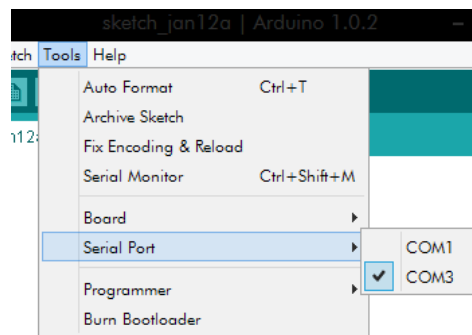 sketch_jan12a | Arduino 1.0.2
tch Tools Help
Auto Format Ctrl+T
Archive Sketch
Fix Encoding & Reload
Serial Monitor Ctrl+Shift+M
Board
Serial Port
COM1
COM3
Programmer
Burn Bootloader